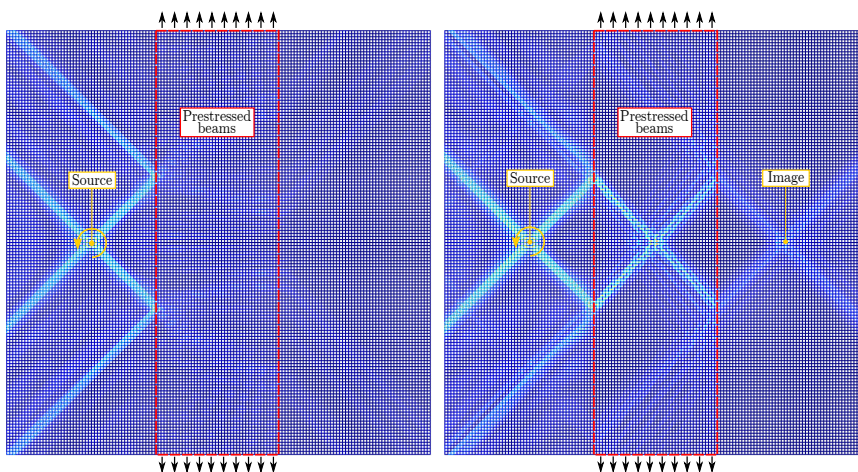 Prestressed
beams
Source
Prestressed
beams
Source
Image